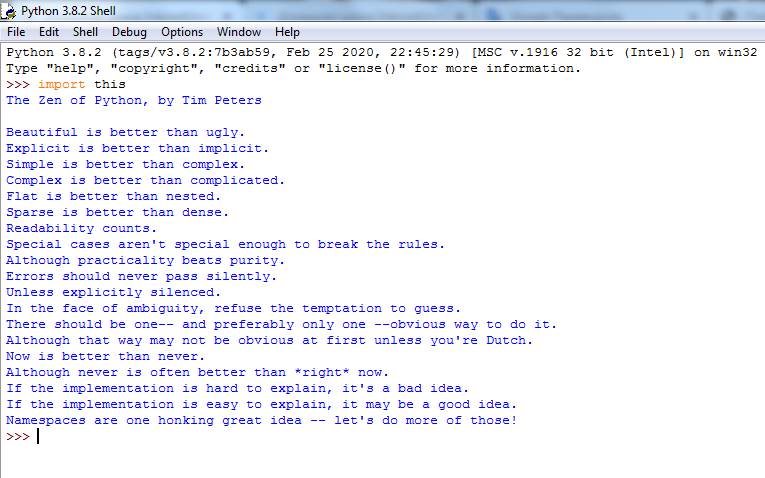 Python 3.8.2 Shell
File Edit Shell Debug Options Window Help
Python 3.8.2 (tags/v3.8.2:7b3ab59, Feb 25 2020, 22:45:29) [MSC v.1916 32 bit (Intel)] on win32
Type "help", "copyright", "credits" or "license()" for more information.
>>> import this
The Zen of Python, by Tim Peters

Beautiful is better than ugly.
Explicit is better than implicit.
Simple is better than complex.
Complex is better than complicated.
Flat is better than nested.
Sparse is better than dense.
Readability counts.
Special cases aren't special enough to break the rules.
Although practicality beats purity.
Errors should never pass silently.
Unless explicitly silenced.
In the face of ambiguity, refuse the temptation to guess.
There should be one-- and preferably only one --obvious way to do it.
Although that way may not be obvious at first unless you're Dutch.
Now is better than never.
Although never is often better than *right* now.
If the implementation is hard to explain, it's a bad idea.
If the implementation is easy to explain, it may be a good idea.
Namespaces are one honking great idea -- let's do more of those!
>>>